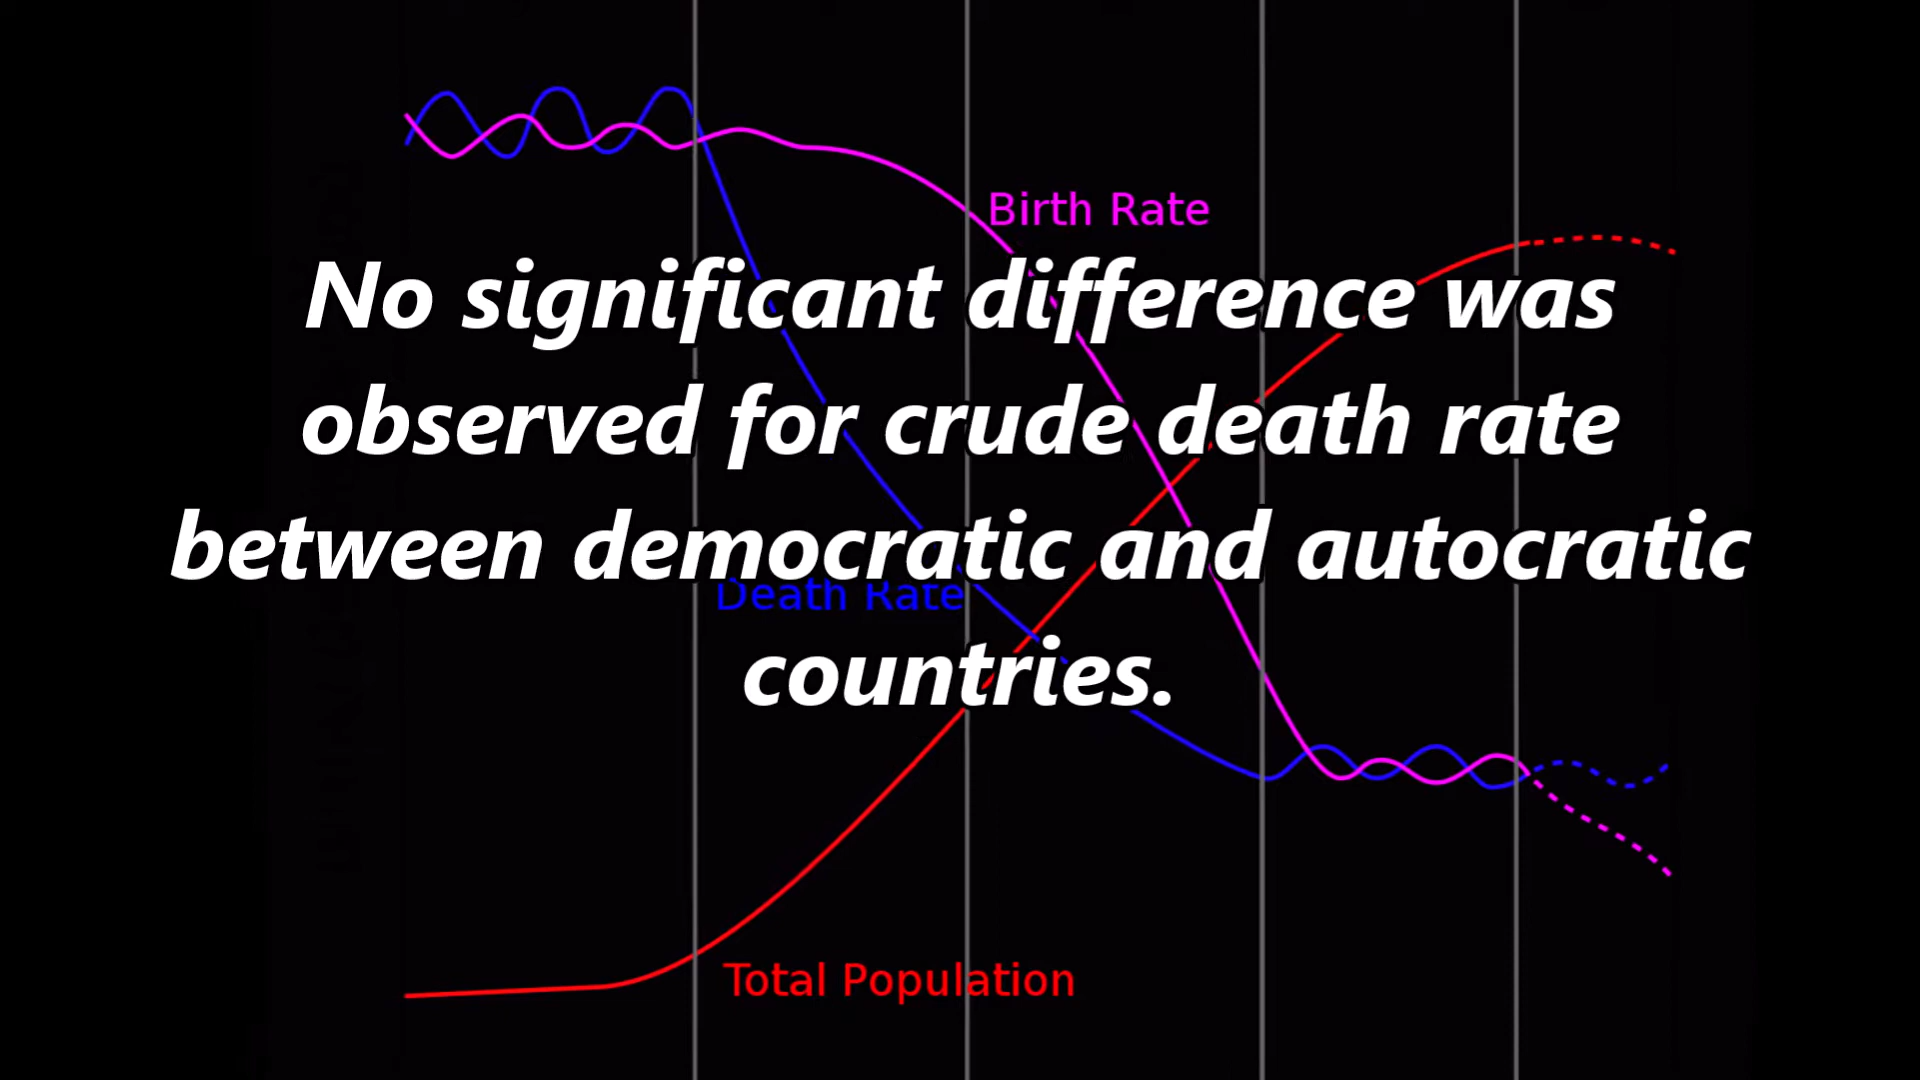 Birth Rate
No significant difference was
observed for crude death rate
between democratic and autocratic
Death Rate
countries.
Total Population